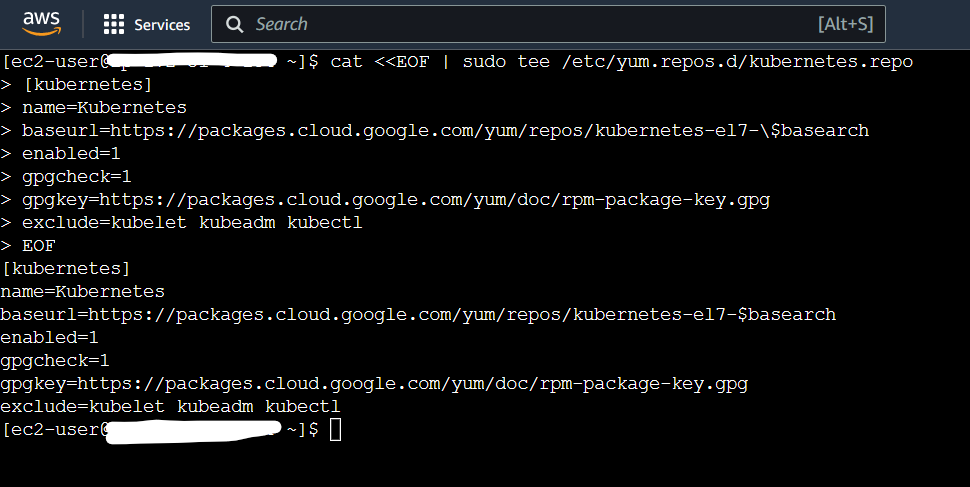 aws
Services
Search
[Alt+S]
[ec2-user@ ~]$ cat <<EOF | sudo tee /etc/yum.repos.d/kubernetes.repo
> [kubernetes]
> name=Kubernetes
> baseurl=https://packages.cloud.google.com/yum/repos/kubernetes-el7-\$basearch
> enabled=1
> gpgcheck=1
> gpgkey=https://packages.cloud.google.com/yum/doc/rpm-package-key.gpg
> exclude=kubelet kubeadm kubectl
> EOF
[kubernetes]
name=Kubernetes
baseurl=https://packages.cloud.google.com/yum/repos/kubernetes-el7-$basearch
enabled=1
gpgcheck=1
gpgkey=https://packages.cloud.google.com/yum/doc/rpm-package-key.gpg
exclude=kubelet kubeadm kubectl
[ec2-user@ ~]$